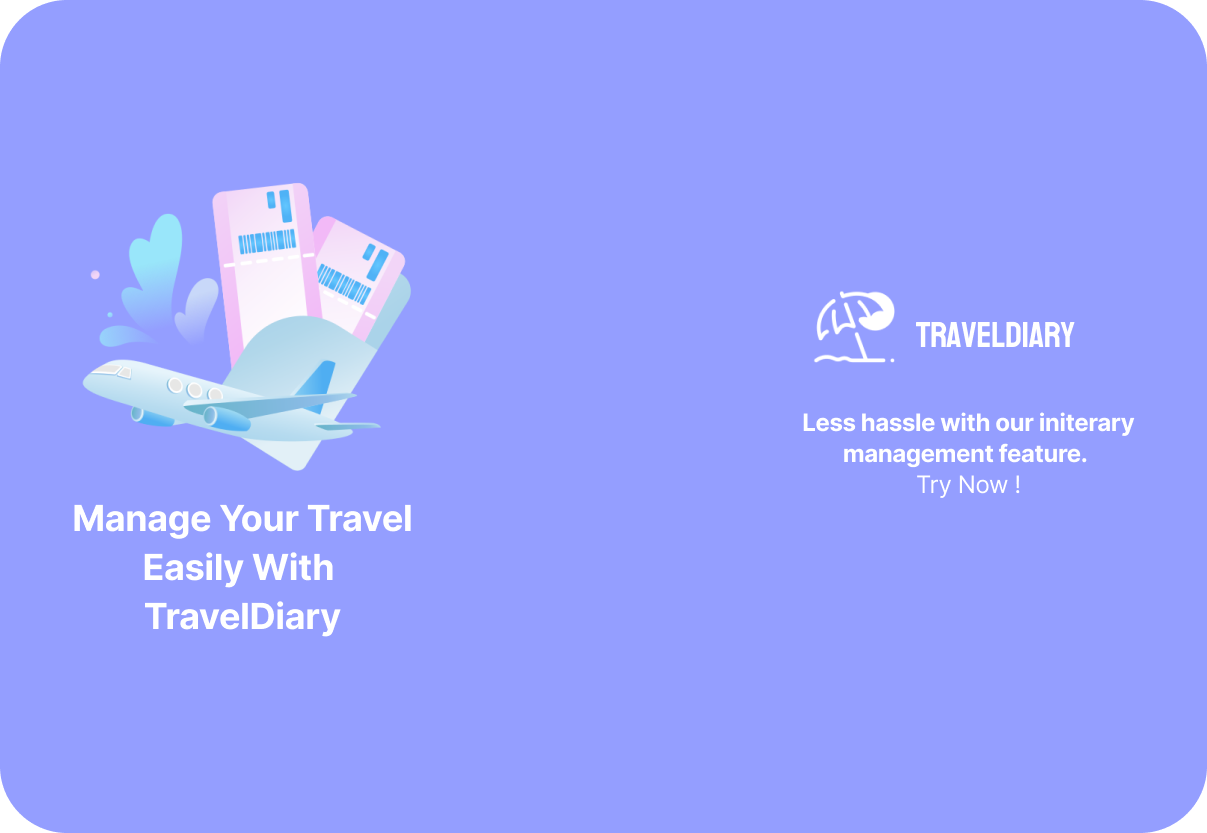 Manage Your Travel
Easily With
TravelDiary
TRAVELDIARY
Less hassle with our initerary
management feature.
Try Now !